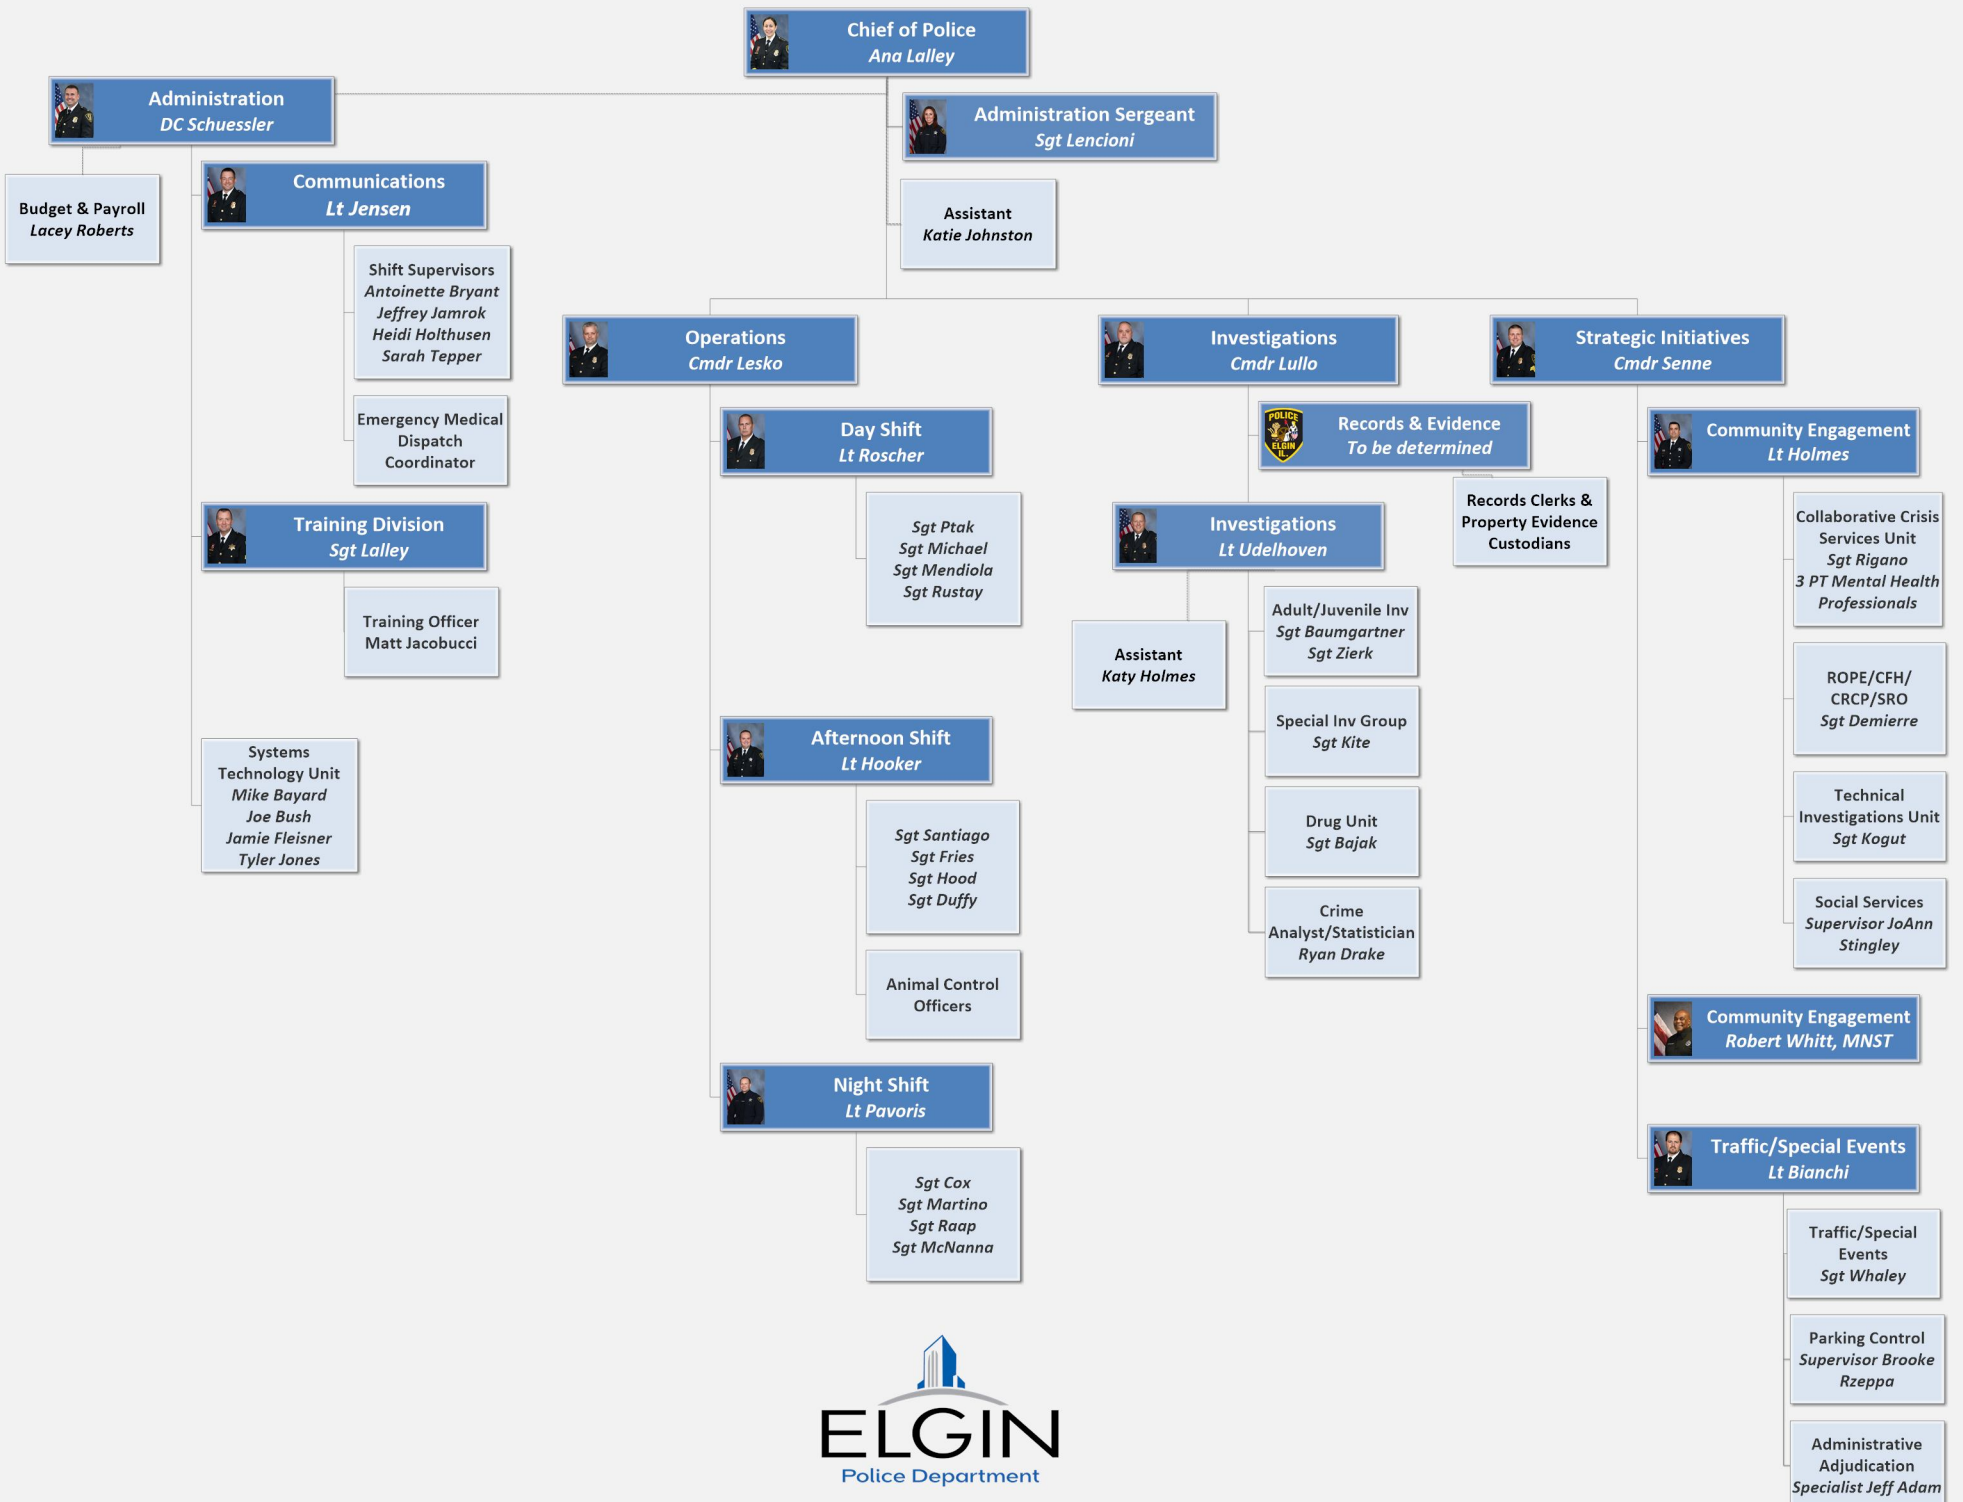 Chief of Police
Ana Lalley
Administration
DC Schuessler
Administration Sergeant
Sgt Lencioni
Budget & Payroll
Lacey Roberts
Communications
Lt Jensen
Assistant
Katie Johnston
Shift Supervisors
Antoinette Bryant
Jeffrey Jamrok
Heidi Holthusen
Sarah Tepper
Emergency Medical
Dispatch
Coordinator
Training Division
Sgt Lalley
Training Officer
Matt Jacobucci
Systems
Technology Unit
Mike Bayard
Joe Bush
Jamie Fleisner
Tyler Jones
Operations
Cmdr Lesko
Day Shift
Lt Roscher
Sgt Ptak
Sgt Michael
Sgt Mendiola
Sgt Rustay
Afternoon Shift
Lt Hooker
Sgt Santiago
Sgt Fries
Sgt Hood
Sgt Duffy
Animal Control
Officers
Night Shift
Lt Pavoris
Sgt Cox
Sgt Martino
Sgt Raap
Sgt McNanna
Investigations
Cmdr Lullo
POLICE
ELGIN
IL.
Records & Evidence
To be determined
Records Clerks &
Property Evidence
Custodians
Investigations
Lt Udelhoven
Assistant
Katy Holmes
Adult/Juvenile Inv
Sgt Baumgartner
Sgt Zierk
Special Inv Group
Sgt Kite
Drug Unit
Sgt Bajak
Crime
Analyst/Statistician
Ryan Drake
Strategic Initiatives
Cmdr Senne
Community Engagement
Lt Holmes
Collaborative Crisis
Services Unit
Sgt Rigano
3 PT Mental Health
Professionals
ROPE/CFH/
CRCP/SRO
Sgt Demierre
Technical
Investigations Unit
Sgt Kogut
Social Services
Supervisor JoAnn
Stingley
Community Engagement
Robert Whitt, MNST
Traffic/Special Events
Lt Bianchi
Traffic/Special
Events
Sgt Whaley
Parking Control
Supervisor Brooke
Rzeppa
Administrative
Adjudication
Specialist Jeff Adam
ELGIN
Police Department